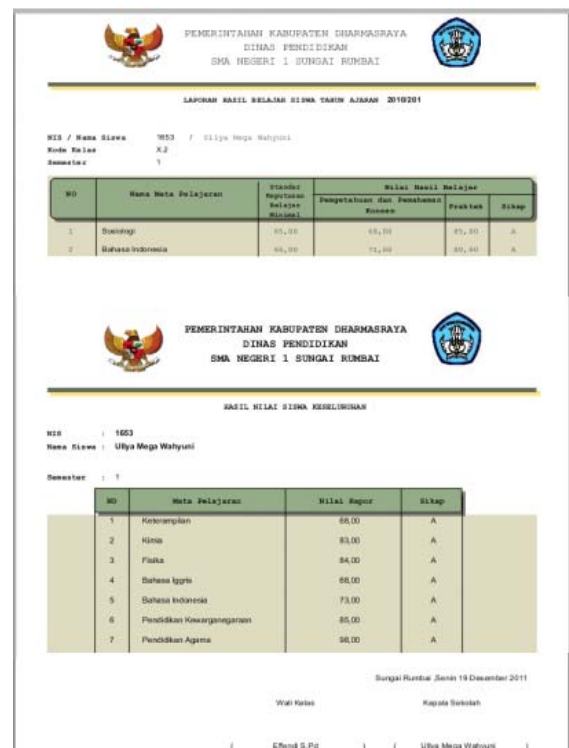 PEMERINTAHAN KABUPATEN DHARMASRAYA
DINAS PENDIDIKAN
SMA NEGERI 1 SUNGAI RUMBAI
LAPORAN HASIL BELAJAR SISWA TAHUN AJARAN 2010/201
NIS / Nama Siswa 1653 / Ullya Mega Wahyuni
Kode Kelas X.2
Semester 1
NO Nama Mata Pelajaran Standar Belajar Minimal Nilai Hasil Belajar
Pengetahuan dan Pemahaman Konsep Praktek Sikap
1 Sosiologi 65,00 A
2 Bahasa Indonesia A
PEMERINTAHAN KABUPATEN DHARMASRAYA
DINAS PENDIDIKAN
SMA NEGERI 1 SUNGAI RUMBAI
HASIL NILAI SISWA KESELURUHAN
NIS : 1653
Nama Siswa : Ullya Mega Wahyuni
Semester : 1
NO Mata Pelajaran Nilai Rapor Sikap
1 Keterampilan 68,00 A
2 Kimia 83,00 A
3 Fisika 84,00 A
4 Bahasa Iggris 68,00 A
5 Bahasa Indonesia 73,00 A
6 Pendidikan Kewarganegaraan 85,00 A
7 Pendidikan Agama 98,00 A
Sungai Rumbai ,Senin 19 Desember 2011
Wali Kelas Kepala Sekolah
( Effendi S.Pd ) ( Ullya Mega Wahyuni )